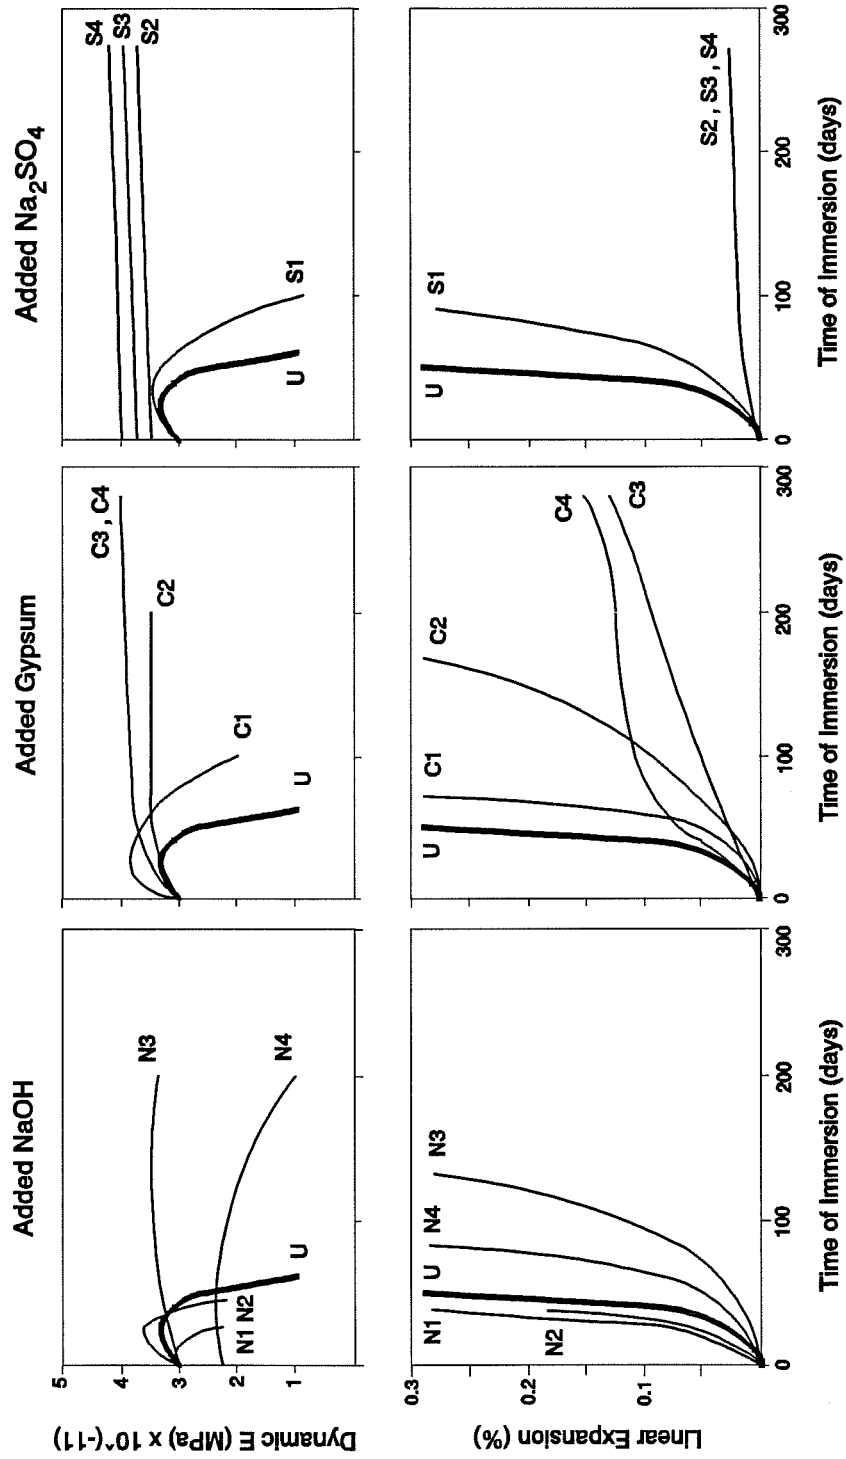 Added NaOH
Added Gypsum
Added Na2SO4
Dynamic E (MPa) x 10^(-11)
5
4
3
2
1
N3
N4
U
N1 N2
C3 , C4
C2
C1
U
S4
S3
S2
S1
U
Linear Expansion (%)
0.3
0.2
0.1
N1
N2
U
N4
N3
0
100
200
300
Time of Immersion (days)
U
C1
C2
C4
C3
0
100
200
300
Time of Immersion (days)
U
S1
S2 , S3 , S4
0
100
200
300
Time of Immersion (days)